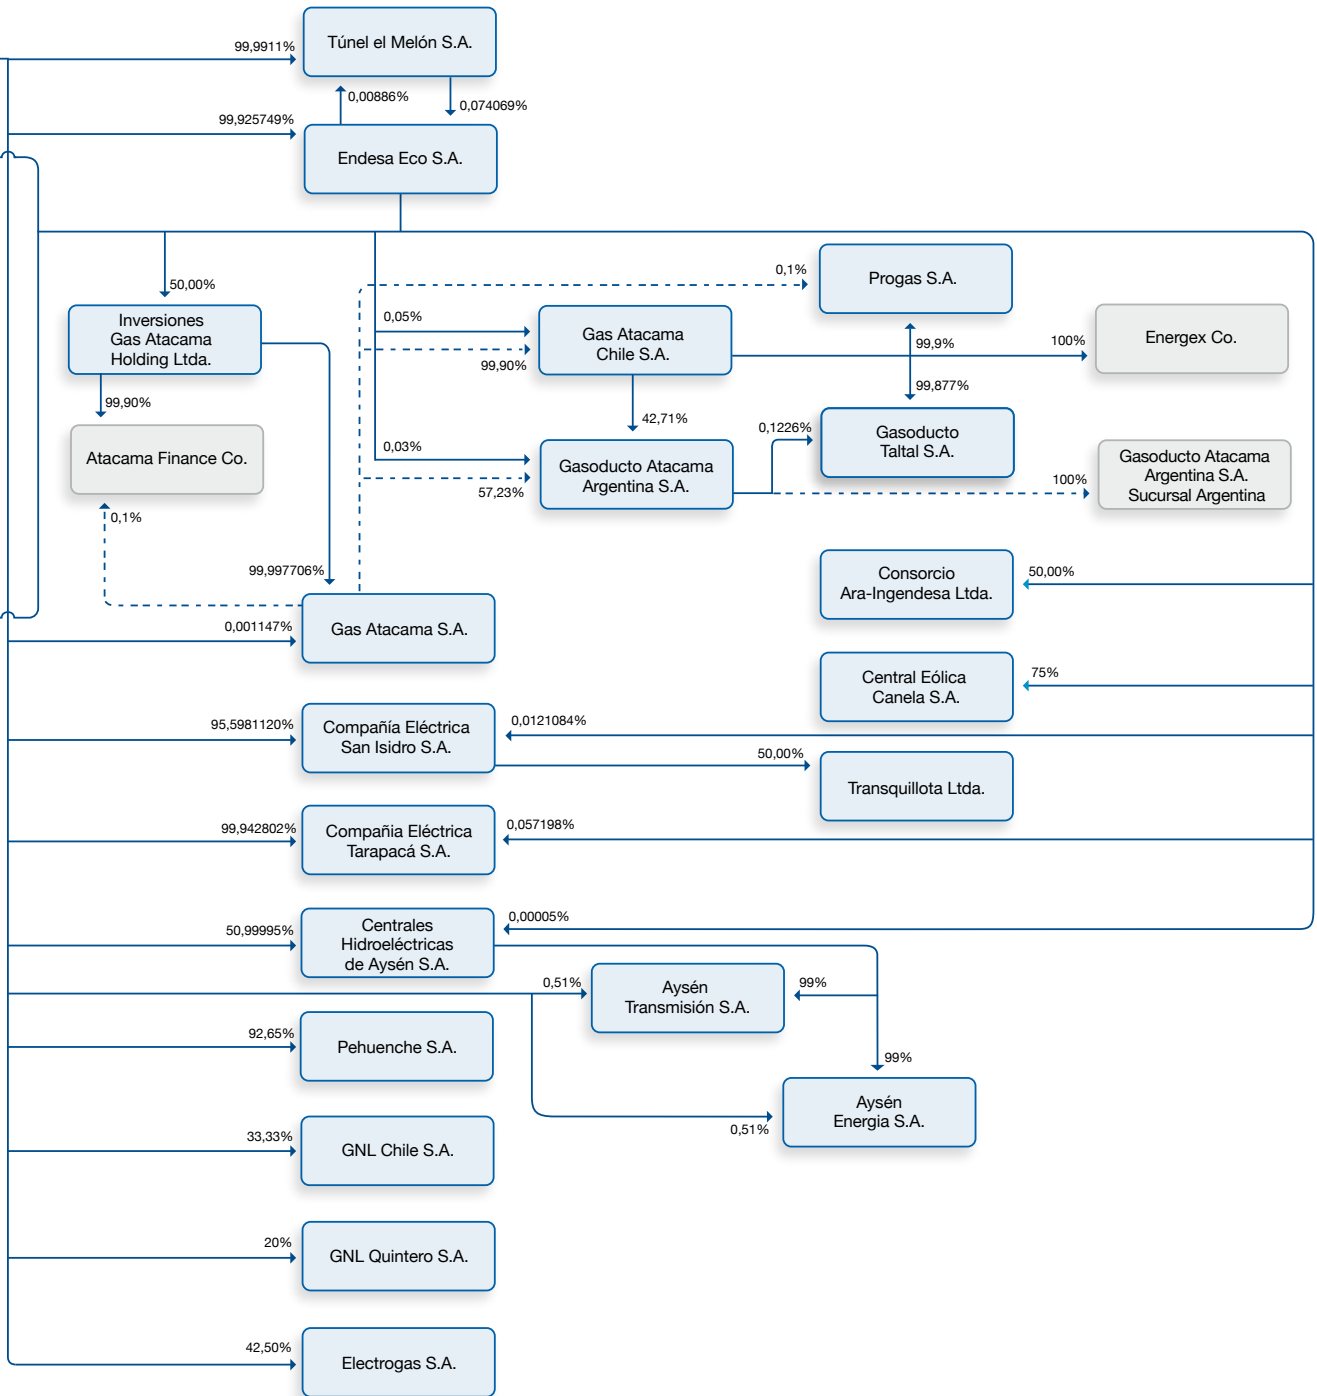 99,9911%
Túnel el Melón S.A.
0,00886%
0,074069%
99,925749%
Endesa Eco S.A.
50,00%
0,1%
Progas S.A.
Inversiones
Gas Atacama
Holding Ltda.
0,05%
99,90%
Gas Atacama
Chile S.A.
99,9%
100%
Energex Co.
99,90%
99,877%
42,71%
Atacama Finance Co.
0,03%
57,23%
Gasoducto Atacama
Argentina S.A.
0,1226%
Gasoducto
Taltal S.A.
100%
Gasoducto Atacama
Argentina S.A.
Sucursal Argentina
0,1%
99,997706%
Consorcio
Ara-Ingendesa Ltda.
50,00%
0,001147%
Gas Atacama S.A.
Central Eólica
Canela S.A.
75%
95,5981120%
Compañía Eléctrica
San Isidro S.A.
0,0121084%
50,00%
Transquillota Ltda.
99,942802%
Compañia Eléctrica
Tarapacá S.A.
0,057198%
50,99995%
Centrales
Hidroeléctricas
de Aysén S.A.
0,00005%
0,51%
Aysén
Transmisión S.A.
99%
92,65%
Pehuenche S.A.
99%
Aysén
Energia S.A.
0,51%
33,33%
GNL Chile S.A.
20%
GNL Quintero S.A.
42,50%
Electrogas S.A.